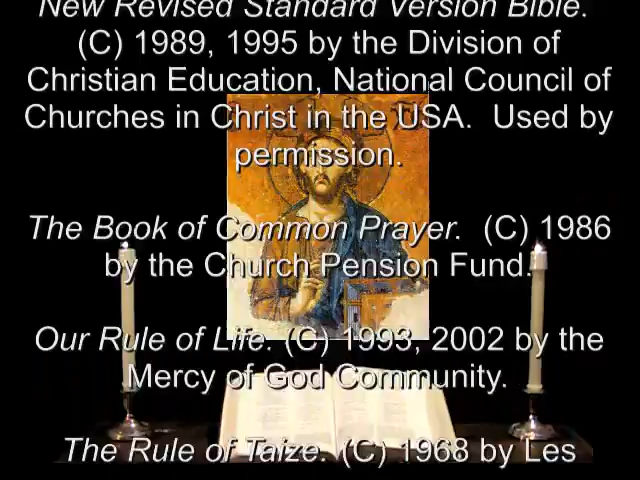 New Revised Standard Version Bible.
(C) 1989, 1995 by the Division of
Christian Education, National Council of
Churches in Christ in the USA.  Used by
permission.
The Book of Common Prayer.  (C) 1986
by the Church Pension Fund.
Our Rule of Life. (C) 1993, 2002 by the
Mercy of God Community.
The Rule of Taize. (C) 1968 by Les